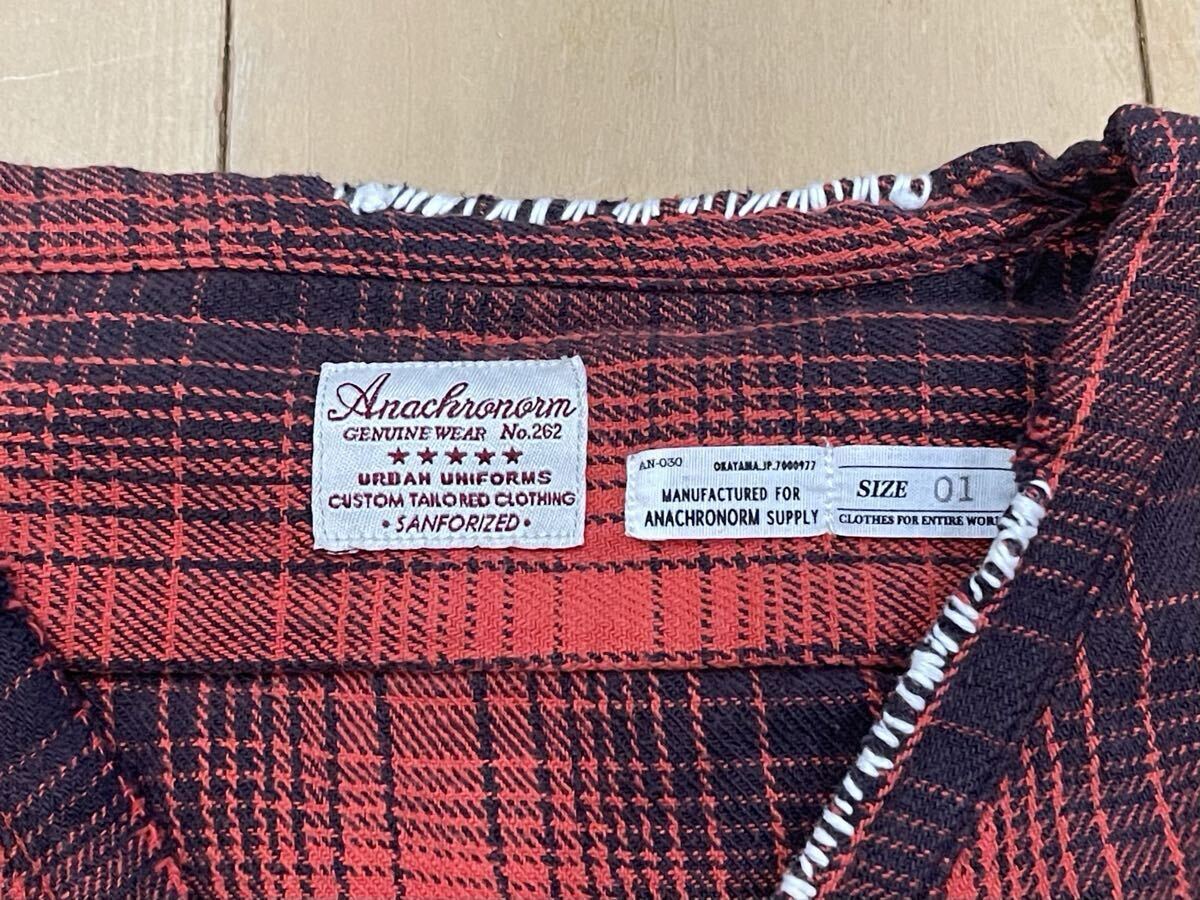 Anachronorm
GENUINE WEAR No.262
★★★★★
URBAN UNIFORMS
CUSTOM TAILORED CLOTHING
• SANFORIZED •
AN-030 OKAYAMA.JP.7000977
MANUFACTURED FOR
ANACHRONORM SUPPLY
SIZE 01
CLOTHES FOR ENTIRE